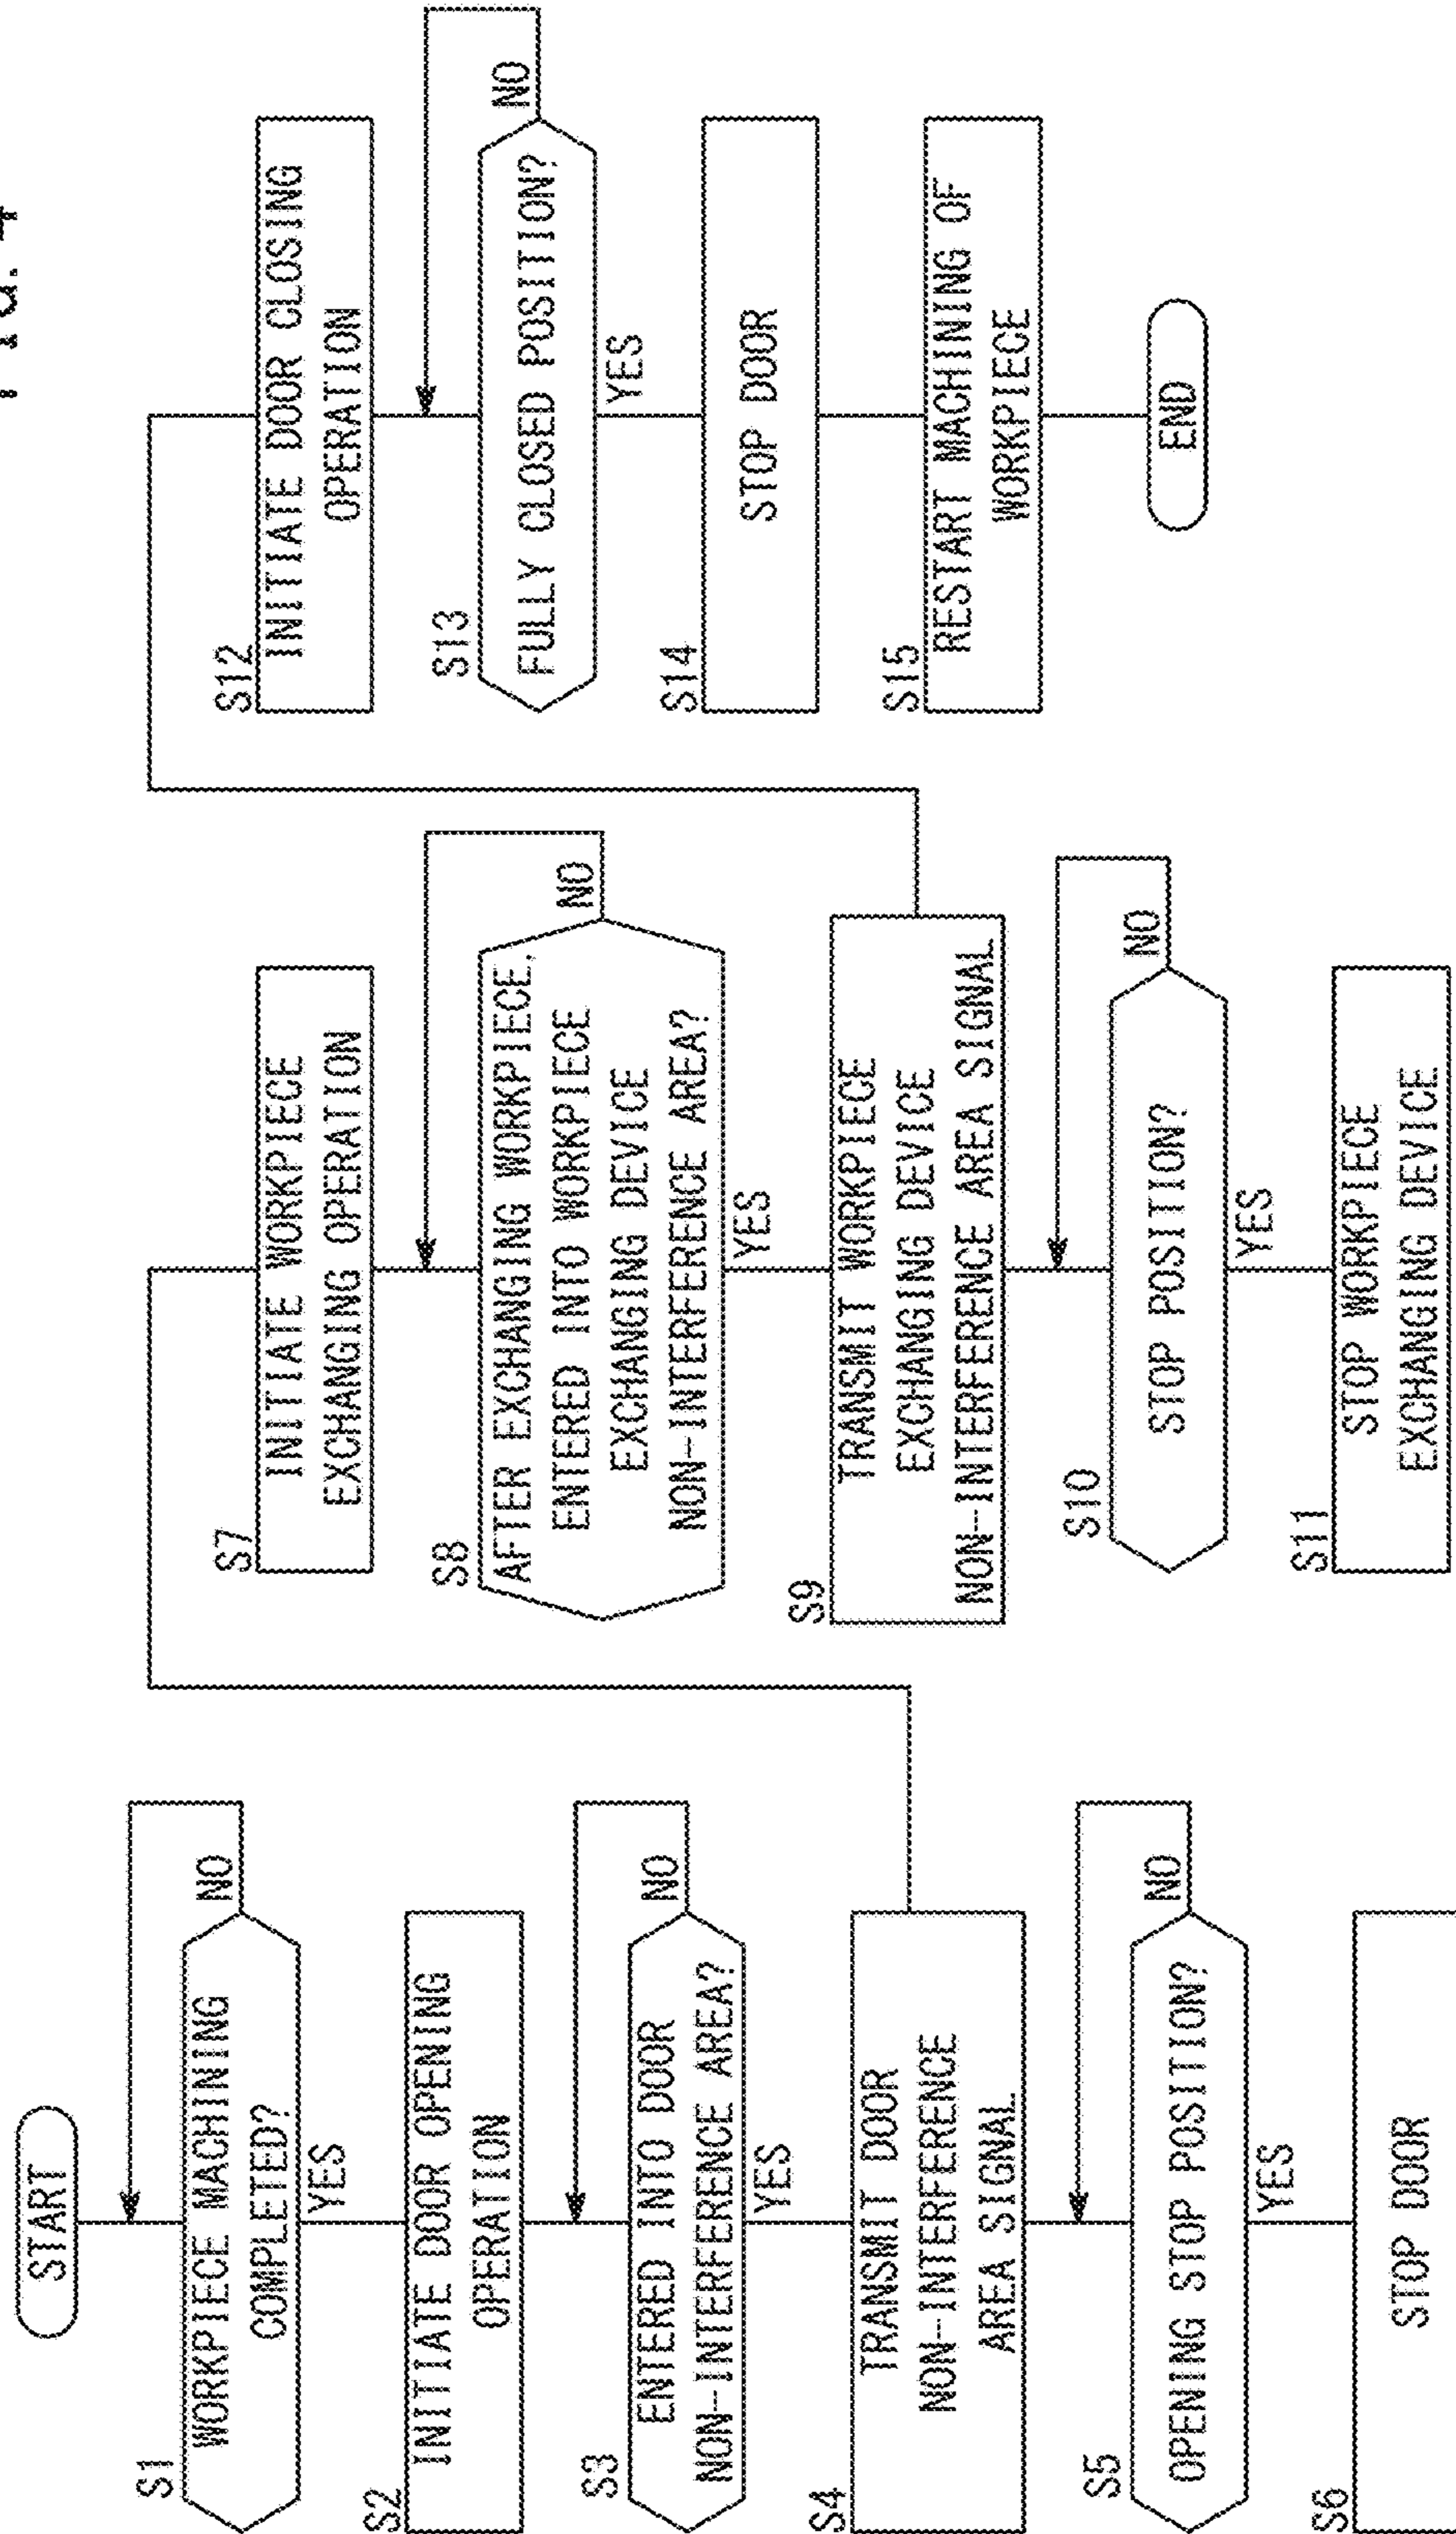 START
S1
WORKPIECE MACHINING
COMPLETED?
NO
YES
S2
INITIATE DOOR OPENING
OPERATION
S3
ENTERED INTO DOOR
NON-INTERFERENCE AREA?
NO
YES
S4
TRANSMIT DOOR
NON-INTERFERENCE
AREA SIGNAL
S5
OPENING STOP POSITION?
NO
YES
S6
STOP DOOR
S7
INITIATE WORKPIECE
EXCHANGING OPERATION
S8
AFTER EXCHANGING WORKPIECE,
ENTERED INTO WORKPIECE
EXCHANGING DEVICE
NON-INTERFERENCE AREA?
NO
YES
S9
TRANSMIT WORKPIECE
EXCHANGING DEVICE
NON-INTERFERENCE AREA SIGNAL
S10
STOP POSITION?
NO
YES
S11
STOP WORKPIECE
EXCHANGING DEVICE
S12
INITIATE DOOR CLOSING
OPERATION
S13
FULLY CLOSED POSITION?
NO
YES
S14
STOP DOOR
S15
RESTART MACHINING OF
WORKPIECE
END